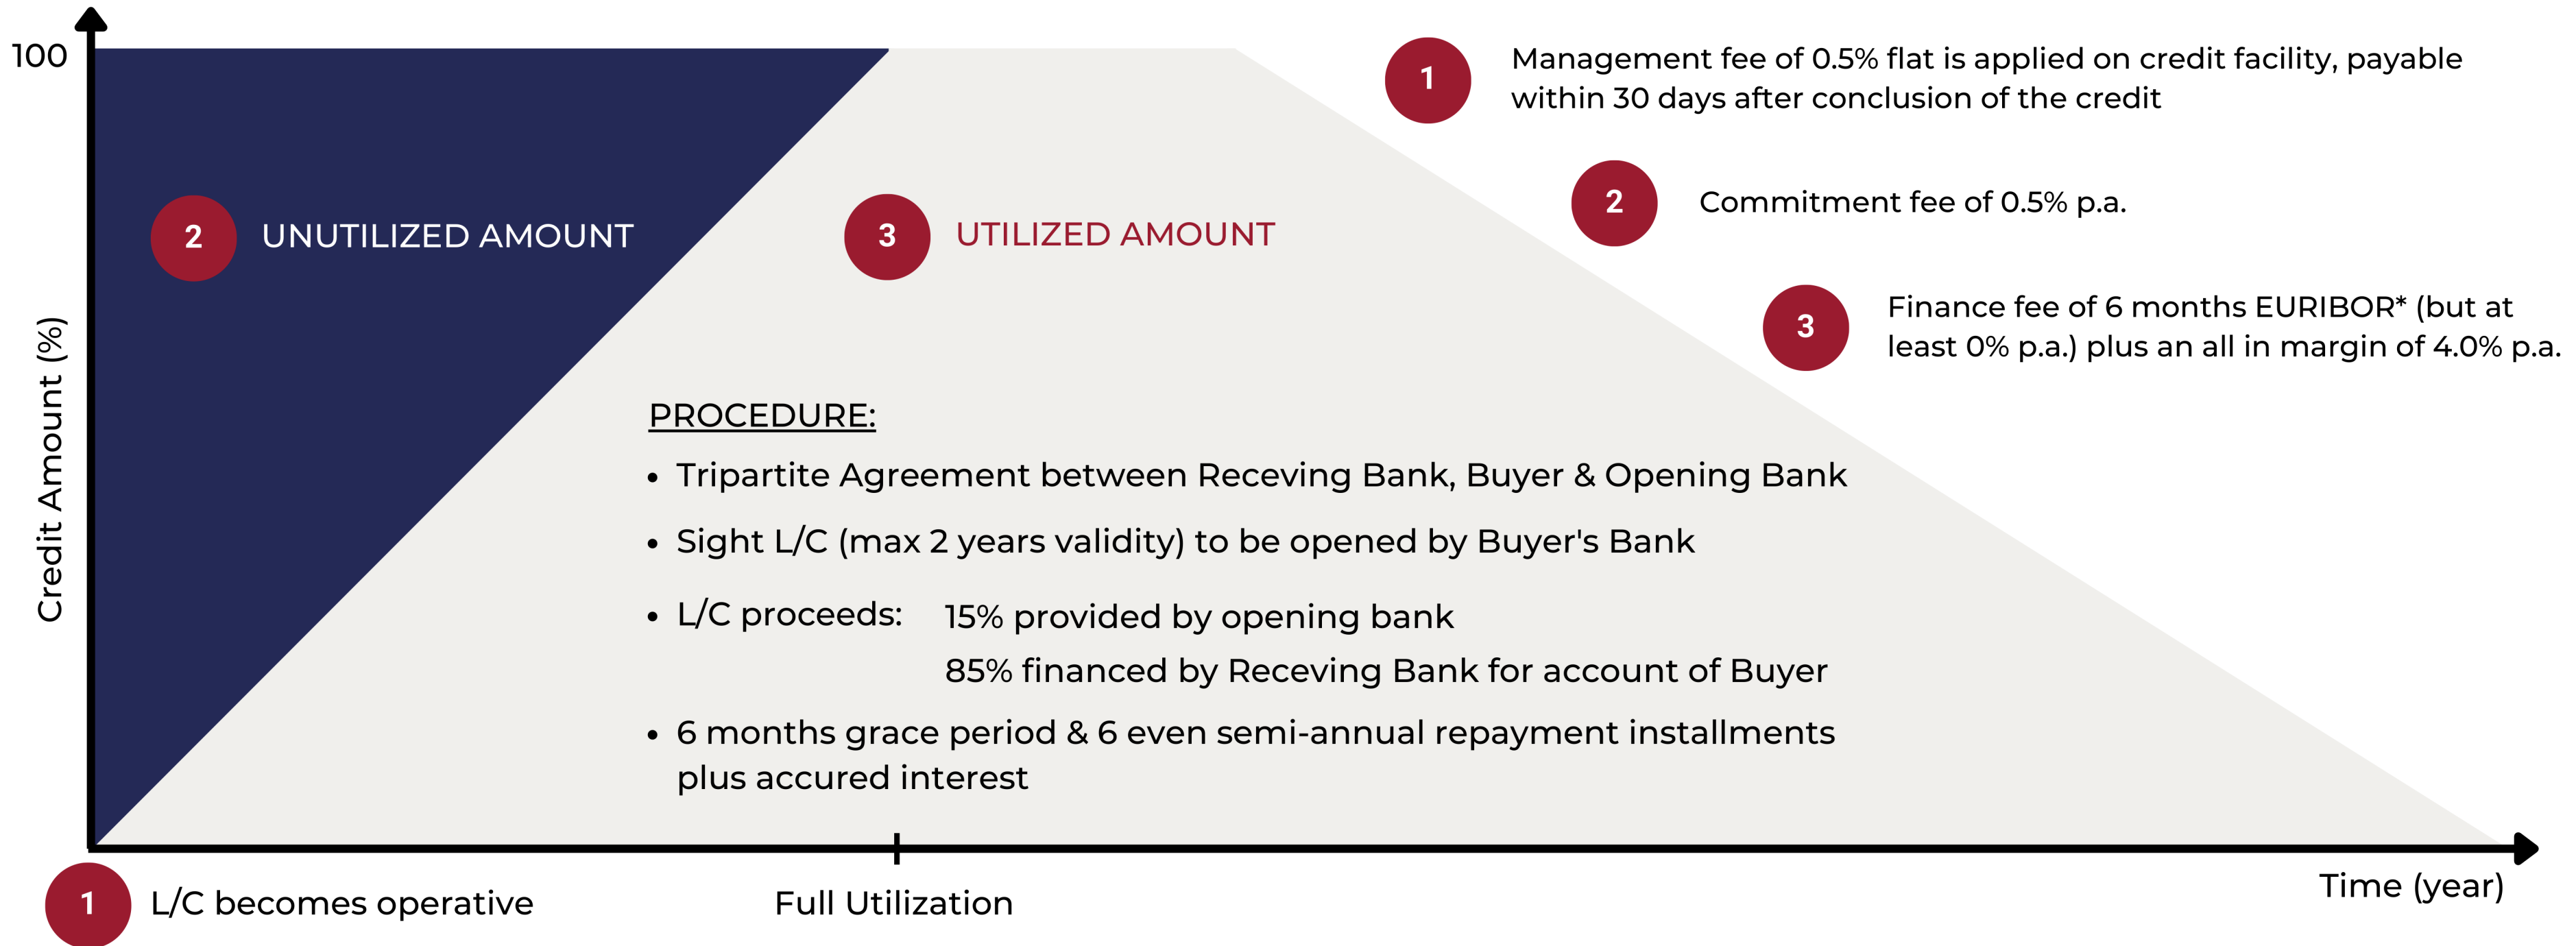 100
Credit Amount (%)
2 UNUTILIZED AMOUNT
3 UTILIZED AMOUNT
1 Management fee of 0.5% flat is applied on credit facility, payable
within 30 days after conclusion of the credit
2 Commitment fee of 0.5% p.a.
3 Finance fee of 6 months EURIBOR* (but at
least 0% p.a.) plus an all in margin of 4.0% p.a.
PROCEDURE:
• Tripartite Agreement between Receving Bank, Buyer & Opening Bank
• Sight L/C (max 2 years validity) to be opened by Buyer's Bank
• L/C proceeds: 15% provided by opening bank
85% financed by Receving Bank for account of Buyer
• 6 months grace period & 6 even semi-annual repayment installments
plus accured interest
1 L/C becomes operative
Full Utilization
Time (year)